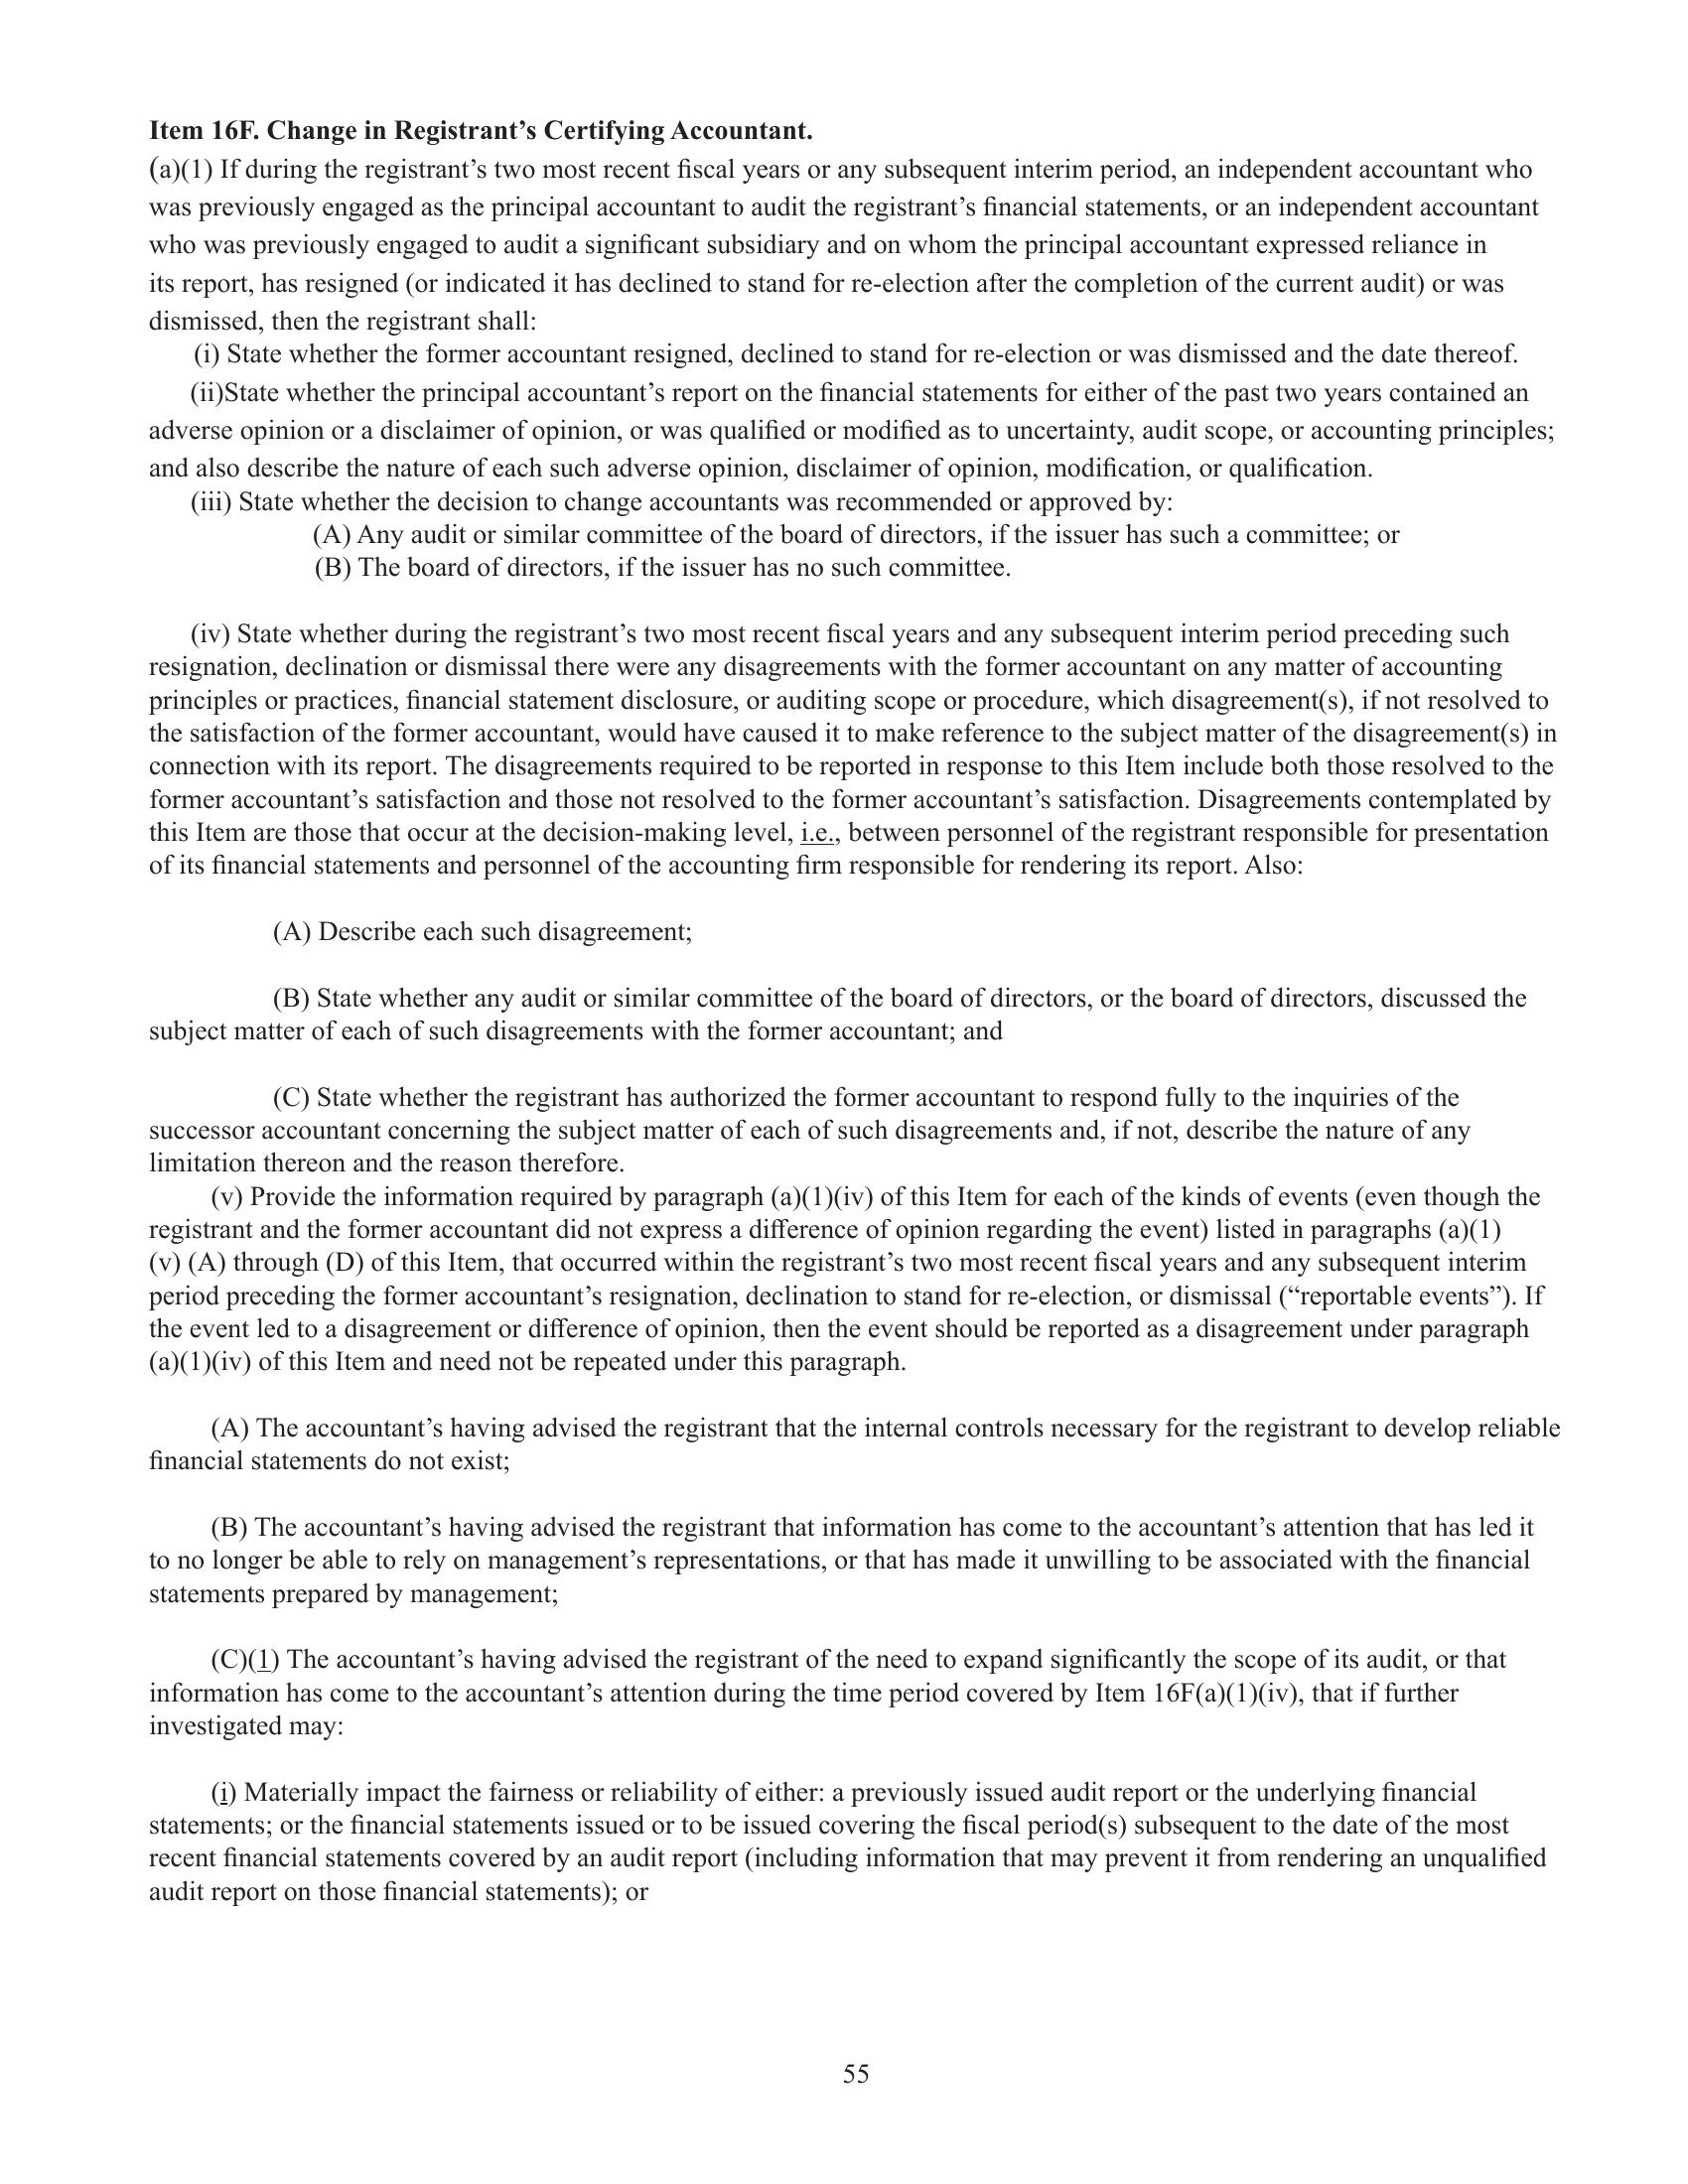 Item 16F. Change in Registrant’s Certifying Accountant.
(a)(1) If during the registrant’s two most recent fiscal years or any subsequent interim period, an independent accountant who
was previously engaged as the principal accountant to audit the registrant’s financial statements, or an independent accountant
who was previously engaged to audit a significant subsidiary and on whom the principal accountant expressed reliance in
its report, has resigned (or indicated it has declined to stand for re-election after the completion of the current audit) or was
dismissed, then the registrant shall:
(i) State whether the former accountant resigned, declined to stand for re-election or was dismissed and the date thereof.
(ii)State whether the principal accountant’s report on the financial statements for either of the past two years contained an
adverse opinion or a disclaimer of opinion, or was qualified or modified as to uncertainty, audit scope, or accounting principles;
and also describe the nature of each such adverse opinion, disclaimer of opinion, modification, or qualification.
(iii) State whether the decision to change accountants was recommended or approved by:
(A) Any audit or similar committee of the board of directors, if the issuer has such a committee; or
(B) The board of directors, if the issuer has no such committee.
(iv) State whether during the registrant’s two most recent fiscal years and any subsequent interim period preceding such
resignation, declination or dismissal there were any disagreements with the former accountant on any matter of accounting
principles or practices, financial statement disclosure, or auditing scope or procedure, which disagreement(s), if not resolved to
the satisfaction of the former accountant, would have caused it to make reference to the subject matter of the disagreement(s) in
connection with its report. The disagreements required to be reported in response to this Item include both those resolved to the
former accountant’s satisfaction and those not resolved to the former accountant’s satisfaction. Disagreements contemplated by
this Item are those that occur at the decision-making level, i.e., between personnel of the registrant responsible for presentation
of its financial statements and personnel of the accounting firm responsible for rendering its report. Also:
(A) Describe each such disagreement;
(B) State whether any audit or similar committee of the board of directors, or the board of directors, discussed the
subject matter of each of such disagreements with the former accountant; and
(C) State whether the registrant has authorized the former accountant to respond fully to the inquiries of the
successor accountant concerning the subject matter of each of such disagreements and, if not, describe the nature of any
limitation thereon and the reason therefore.
(v) Provide the information required by paragraph (a)(1)(iv) of this Item for each of the kinds of events (even though the
registrant and the former accountant did not express a difference of opinion regarding the event) listed in paragraphs (a)(1)
(v) (A) through (D) of this Item, that occurred within the registrant’s two most recent fiscal years and any subsequent interim
period preceding the former accountant’s resignation, declination to stand for re-election, or dismissal (“reportable events”). If
the event led to a disagreement or difference of opinion, then the event should be reported as a disagreement under paragraph
(a)(1)(iv) of this Item and need not be repeated under this paragraph.
(A) The accountant’s having advised the registrant that the internal controls necessary for the registrant to develop reliable
financial statements do not exist;
(B) The accountant’s having advised the registrant that information has come to the accountant’s attention that has led it
to no longer be able to rely on management’s representations, or that has made it unwilling to be associated with the financial
statements prepared by management;
(C)(1) The accountant’s having advised the registrant of the need to expand significantly the scope of its audit, or that
information has come to the accountant’s attention during the time period covered by Item 16F(a)(1)(iv), that if further
investigated may:
(i) Materially impact the fairness or reliability of either: a previously issued audit report or the underlying financial
statements; or the financial statements issued or to be issued covering the fiscal period(s) subsequent to the date of the most
recent financial statements covered by an audit report (including information that may prevent it from rendering an unqualified
audit report on those financial statements); or
55